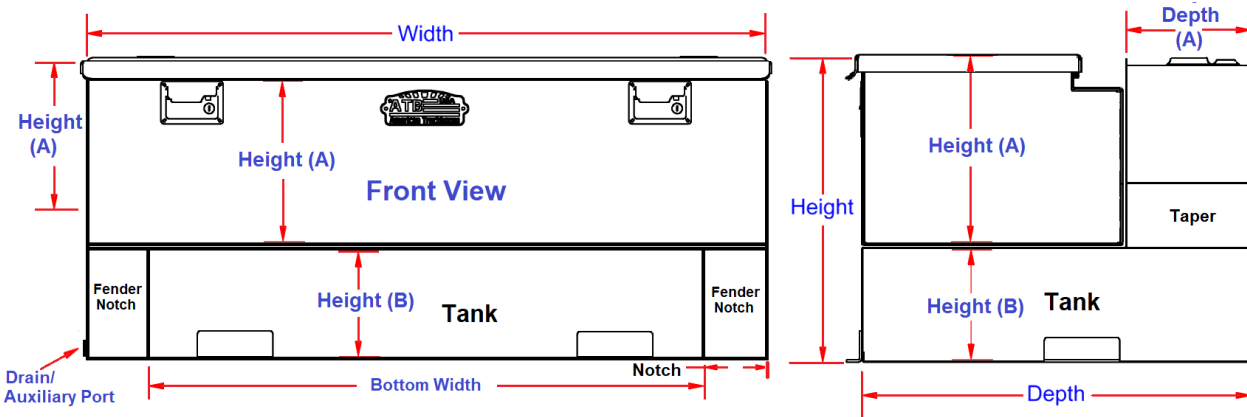 Width
Depth
(A)
Height
(A)
ATB
Height (A)
Front View
Height (A)
Height
Taper
Fender
Notch
Height (B)
Tank
Fender
Notch
Height (B)
Tank
Drain/
Auxiliary Port
Bottom Width
Notch
Depth